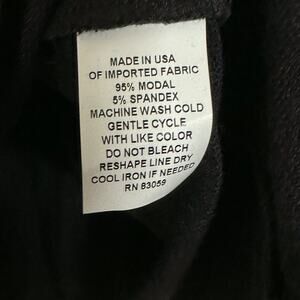 MADE IN USA
OF IMPORTED FABRIC
95% MODAL
5% SPANDEX
MACHINE WASH COLD
GENTLE CYCLE
WITH LIKE COLOR
DO NOT BLEACH
RESHAPE LINE DRY
COOL IRON IF NEEDED
RN 83059